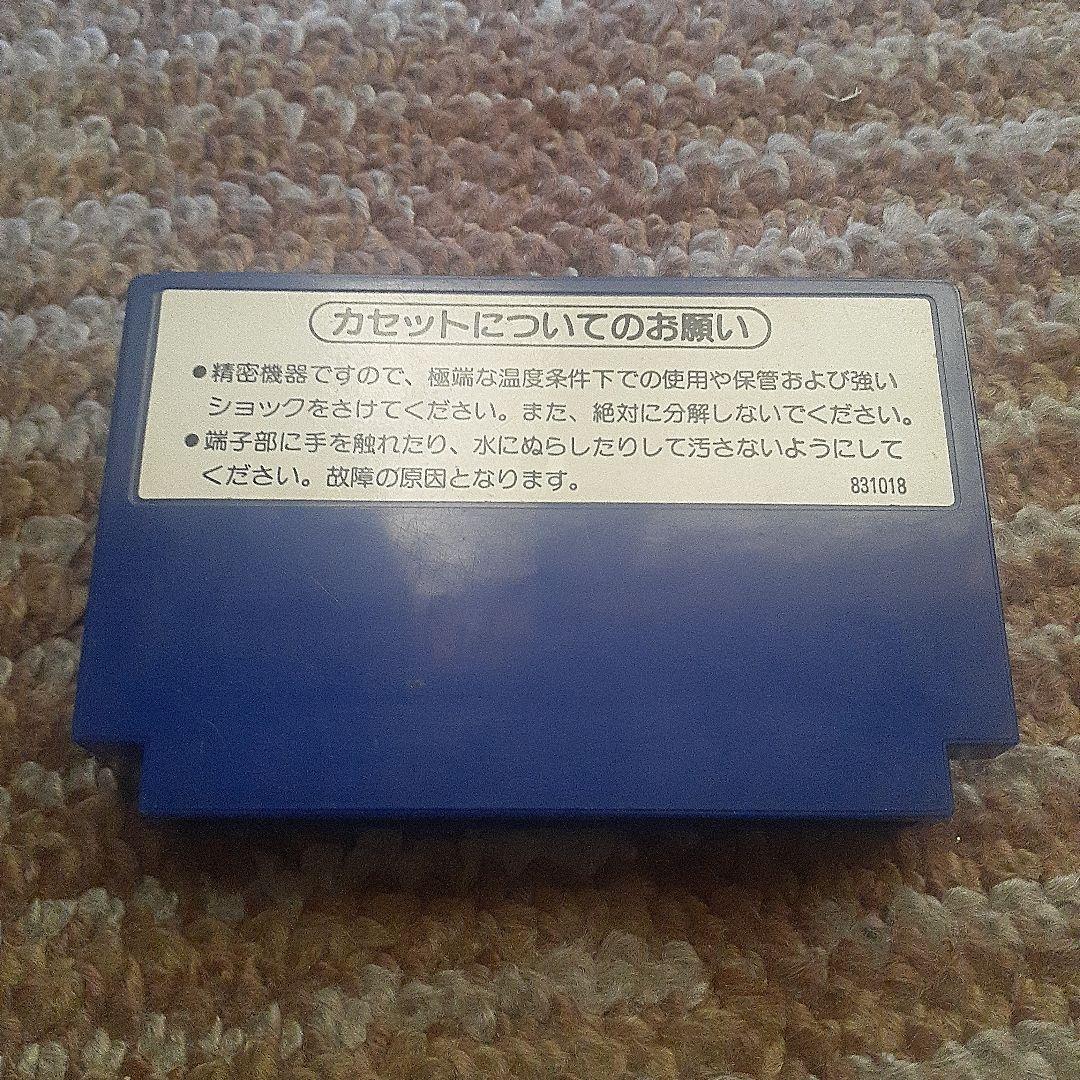 カセットについてのお願い
●精密機器ですので、極端な温度条件下での使用や保管および強い
ショックをさけてください。また、絶対に分解しないでください。
●端子部に手を触れたり、水にぬらしたりして汚さないようにして
ください。故障の原因となります。
831018